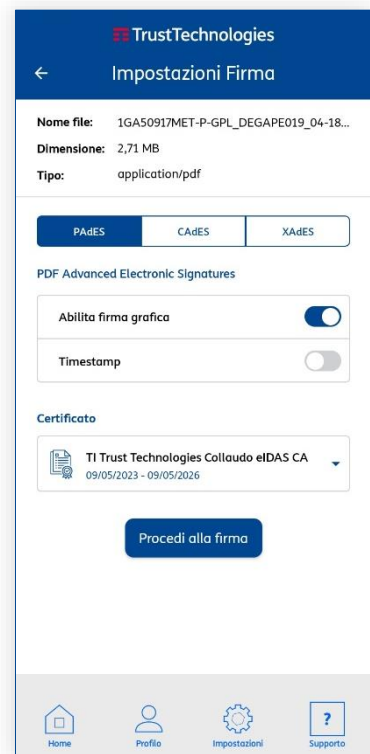 TrustTechnologies
Impostazioni Firma
Nome file: 1GA50917MET-P-GPL_DEGAPE019_04-18...
Dimensione: 2,71 MB
Tipo: application/pdf
PAdES CAdES XAdES
PDF Advanced Electronic Signatures
Abilita firma grafica
Timestamp
Certificato
TI Trust Technologies Collaudo eIDAS CA
09/05/2023 - 09/05/2026
Procedi alla firma
?
Home Profilo Impostazioni Supporto